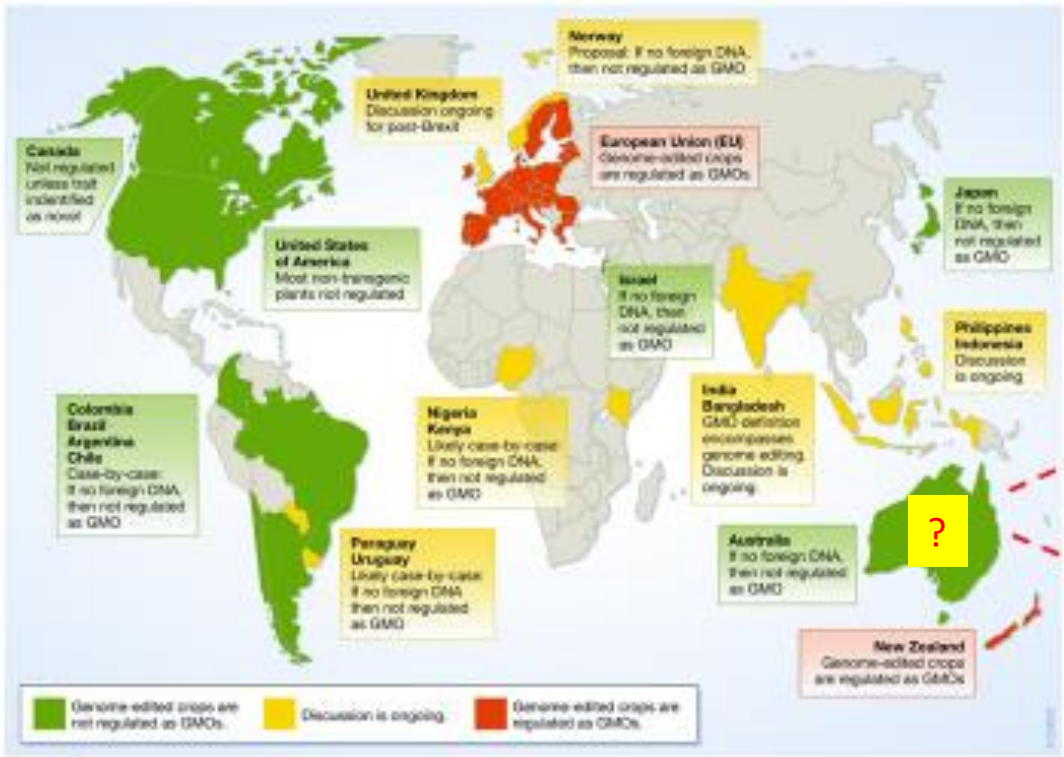 Norway
Proposal: If no foreign DNA,
then not regulated as GMO
United Kingdom
Discussion ongoing
for post-Brexit
European Union (EU)
Genome-edited crops
are regulated as GMOs
Canada
Not regulated
unless trait
indentified
as novel
Japan
If no foreign
DNA, then
not regulated
as GMO
United States
of America
Most non-transgenic
plants not regulated
Israel
If no foreign
DNA, then
not regulated
as GMO
Philippines
Indonesia
Discussion
is ongoing
Colombia
Brazil
Argentina
Chile
Case-by-case:
If no foreign DNA,
then not regulated
as GMO
Nigeria
Kenya
Likely case-by-case:
If no foreign DNA,
then not regulated
as GMO
India
Bangladesh
GMO definition
encompasses
genome editing.
Discussion is
ongoing.
?
Paraguay
Uruguay
Likely case-by-case:
If no foreign DNA
then not regulated
as GMO
Australia
If no foreign DNA,
then not regulated
as GMO
New Zealand
Genome-edited crops
are regulated as GMOs
Genome-edited crops are
not regulated as GMOs.
Discussion is ongoing.
Genome-edited crops are
regulated as GMOs.